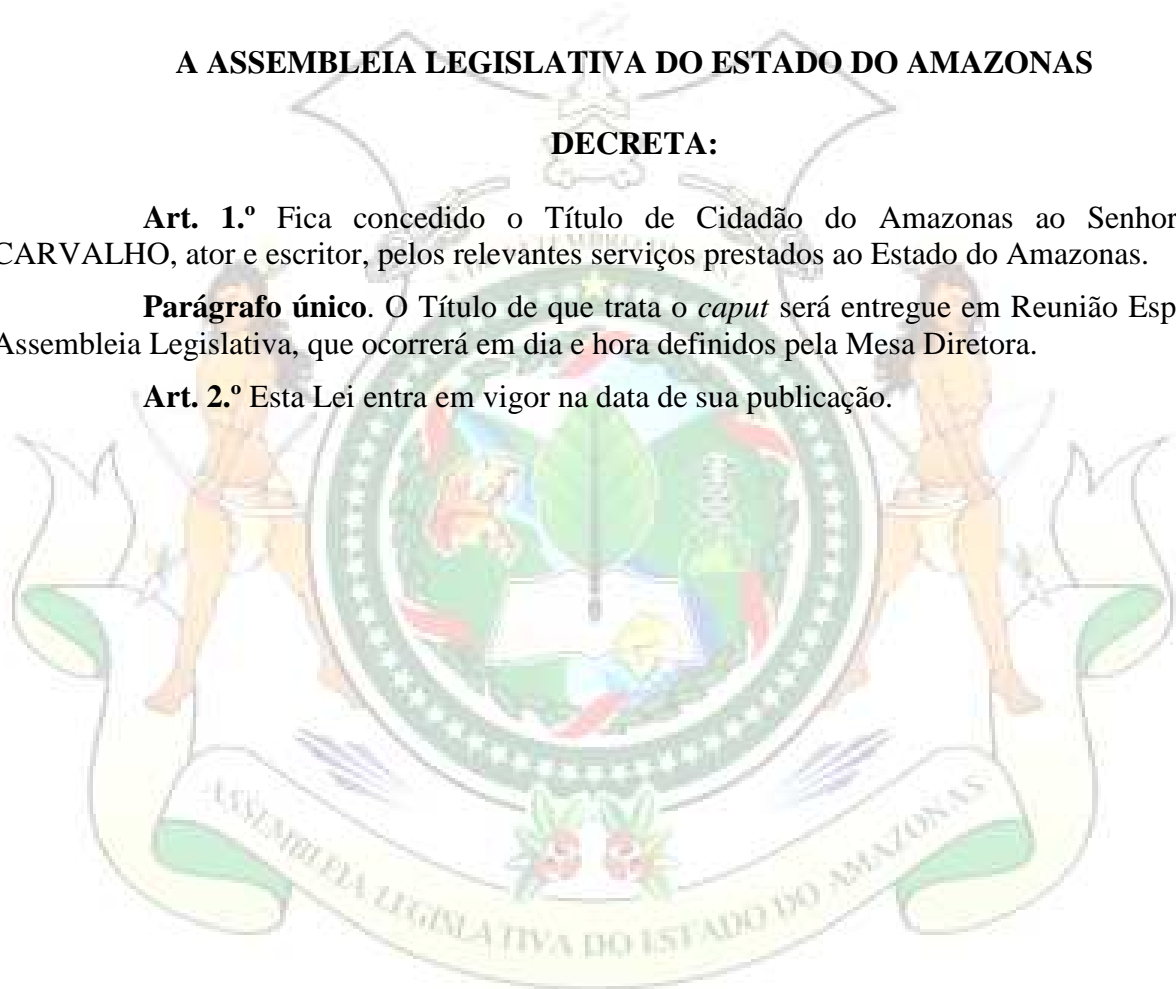 A ASSEMBLEIA LEGISLATIVA DO ESTADO DO AMAZONAS
DECRETA:
Art. 1.º Fica concedido o Título de Cidadão do Amazonas ao Senhor
CARVALHO, ator e escritor, pelos relevantes serviços prestados ao Estado do Amazonas.
Parágrafo único. O Título de que trata o caput será entregue em Reunião Esp
Assembleia Legislativa, que ocorrerá em dia e hora definidos pela Mesa Diretora.
Art. 2.º Esta Lei entra em vigor na data de sua publicação.
ASSEMBLEIA LEGISLATIVA DO ESTADO DO AMAZONAS